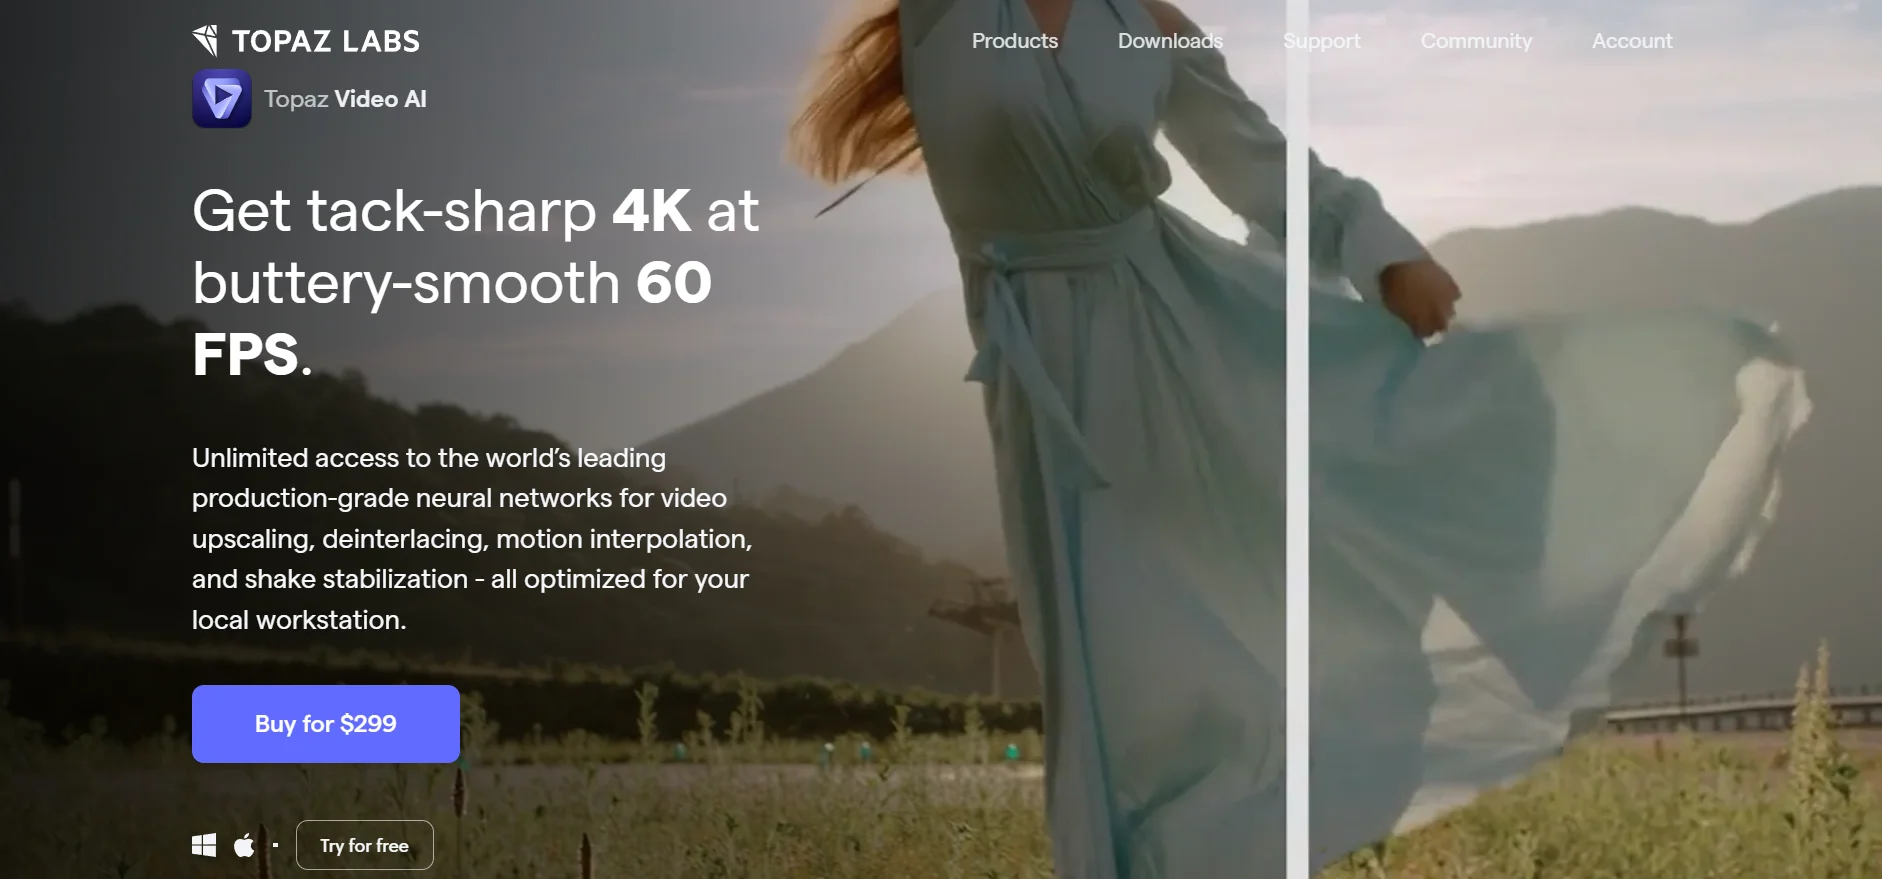 TOPAZ LABS
Products
Downloads
Support
Community
Account
Topaz Video AI
Get tack-sharp 4K at
buttery-smooth 60
FPS.
Unlimited access to the world’s leading
production-grade neural networks for video
upscaling, deinterlacing, motion interpolation,
and shake stabilization - all optimized for your
local workstation.
Buy for $299
Try for free